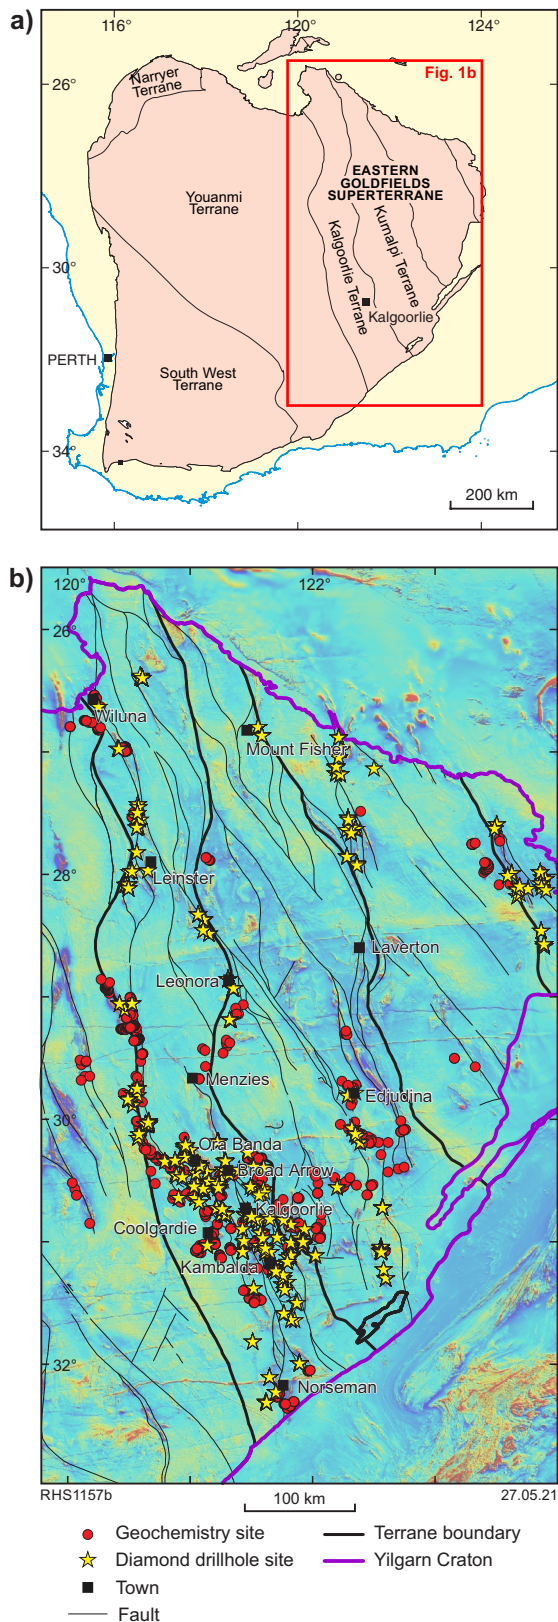 a)
116°
120°
124°
Narryer
Terrane
Fig. 1b
26°
EASTERN
GOLDFIELDS
SUPERTERRANE
Youanmi
Terrane
Kurnalpi Terrane
Kalgoorlie Terrane
30°
Kalgoorlie
PERTH
South West
Terrane
34°
200 km
b)
120°
122°
26°
Wiluna
Mount Fisher
28°
Leinster
Laverton
Leonora
Menzies
Edjudina
30°
Ora Banda
Broad Arrow
Kalgoorlie
Coolgardie
Kambalda
32°
Norseman
RHS1157b
100 km
27.05.21
Geochemistry site
Terrane boundary
Diamond drillhole site
Yilgarn Craton
Town
Fault